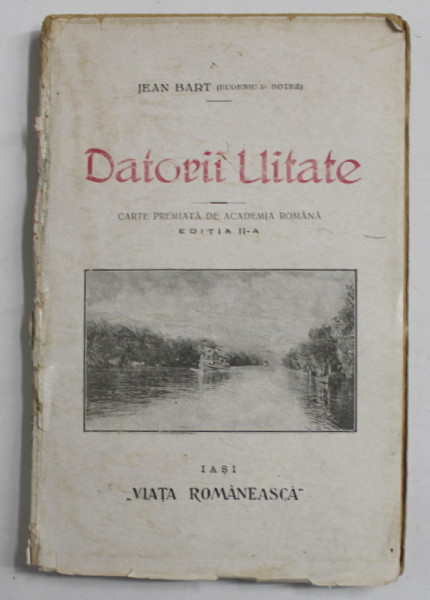 JEAN BART (EUGENIU P. BOTEZ)
Datorii Uitate
CARTE PREMIATĂ DE ACADEMIA ROMÂNĂ
EDIȚIA II-A
IAȘI
„VIAȚA ROMÂNEASCĂ”